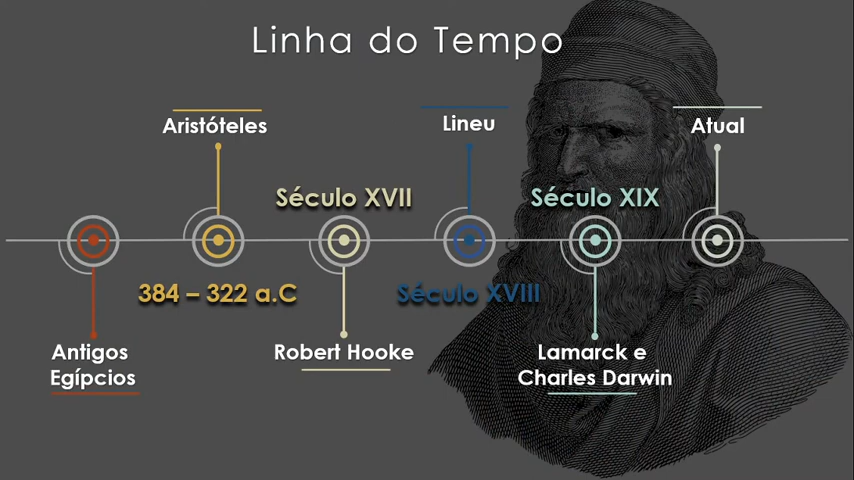 Linha do Tempo
Aristóteles
Lineu
Atual
Século XVII
Século XIX
384 – 322 a.C
Século XVIII
Antigos
Egípcios
Robert Hooke
Lamarck e
Charles Darwin